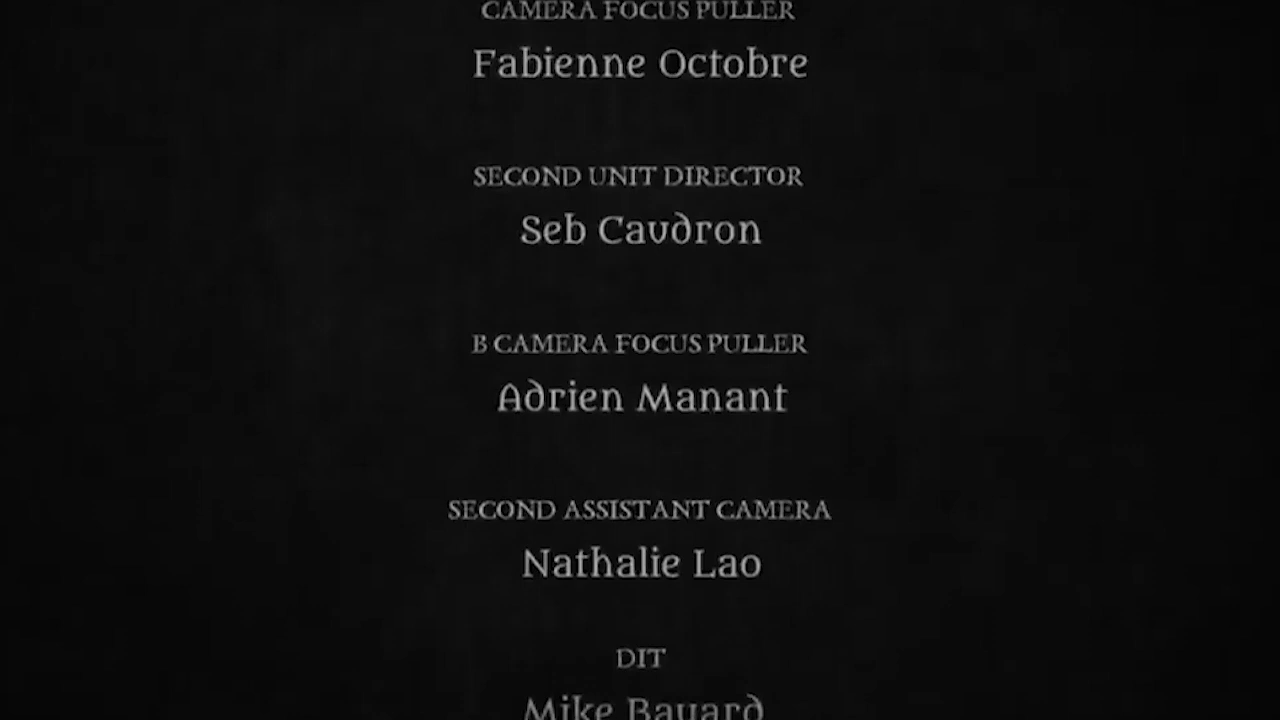 CAMERA FOCUS PULLER
Fabienne Octobre
SECOND UNIT DIRECTOR
Seb Caudron
B CAMERA FOCUS PULLER
Adrien Manant
SECOND ASSISTANT CAMERA
Nathalie Lao
DIT
Mike Bayard